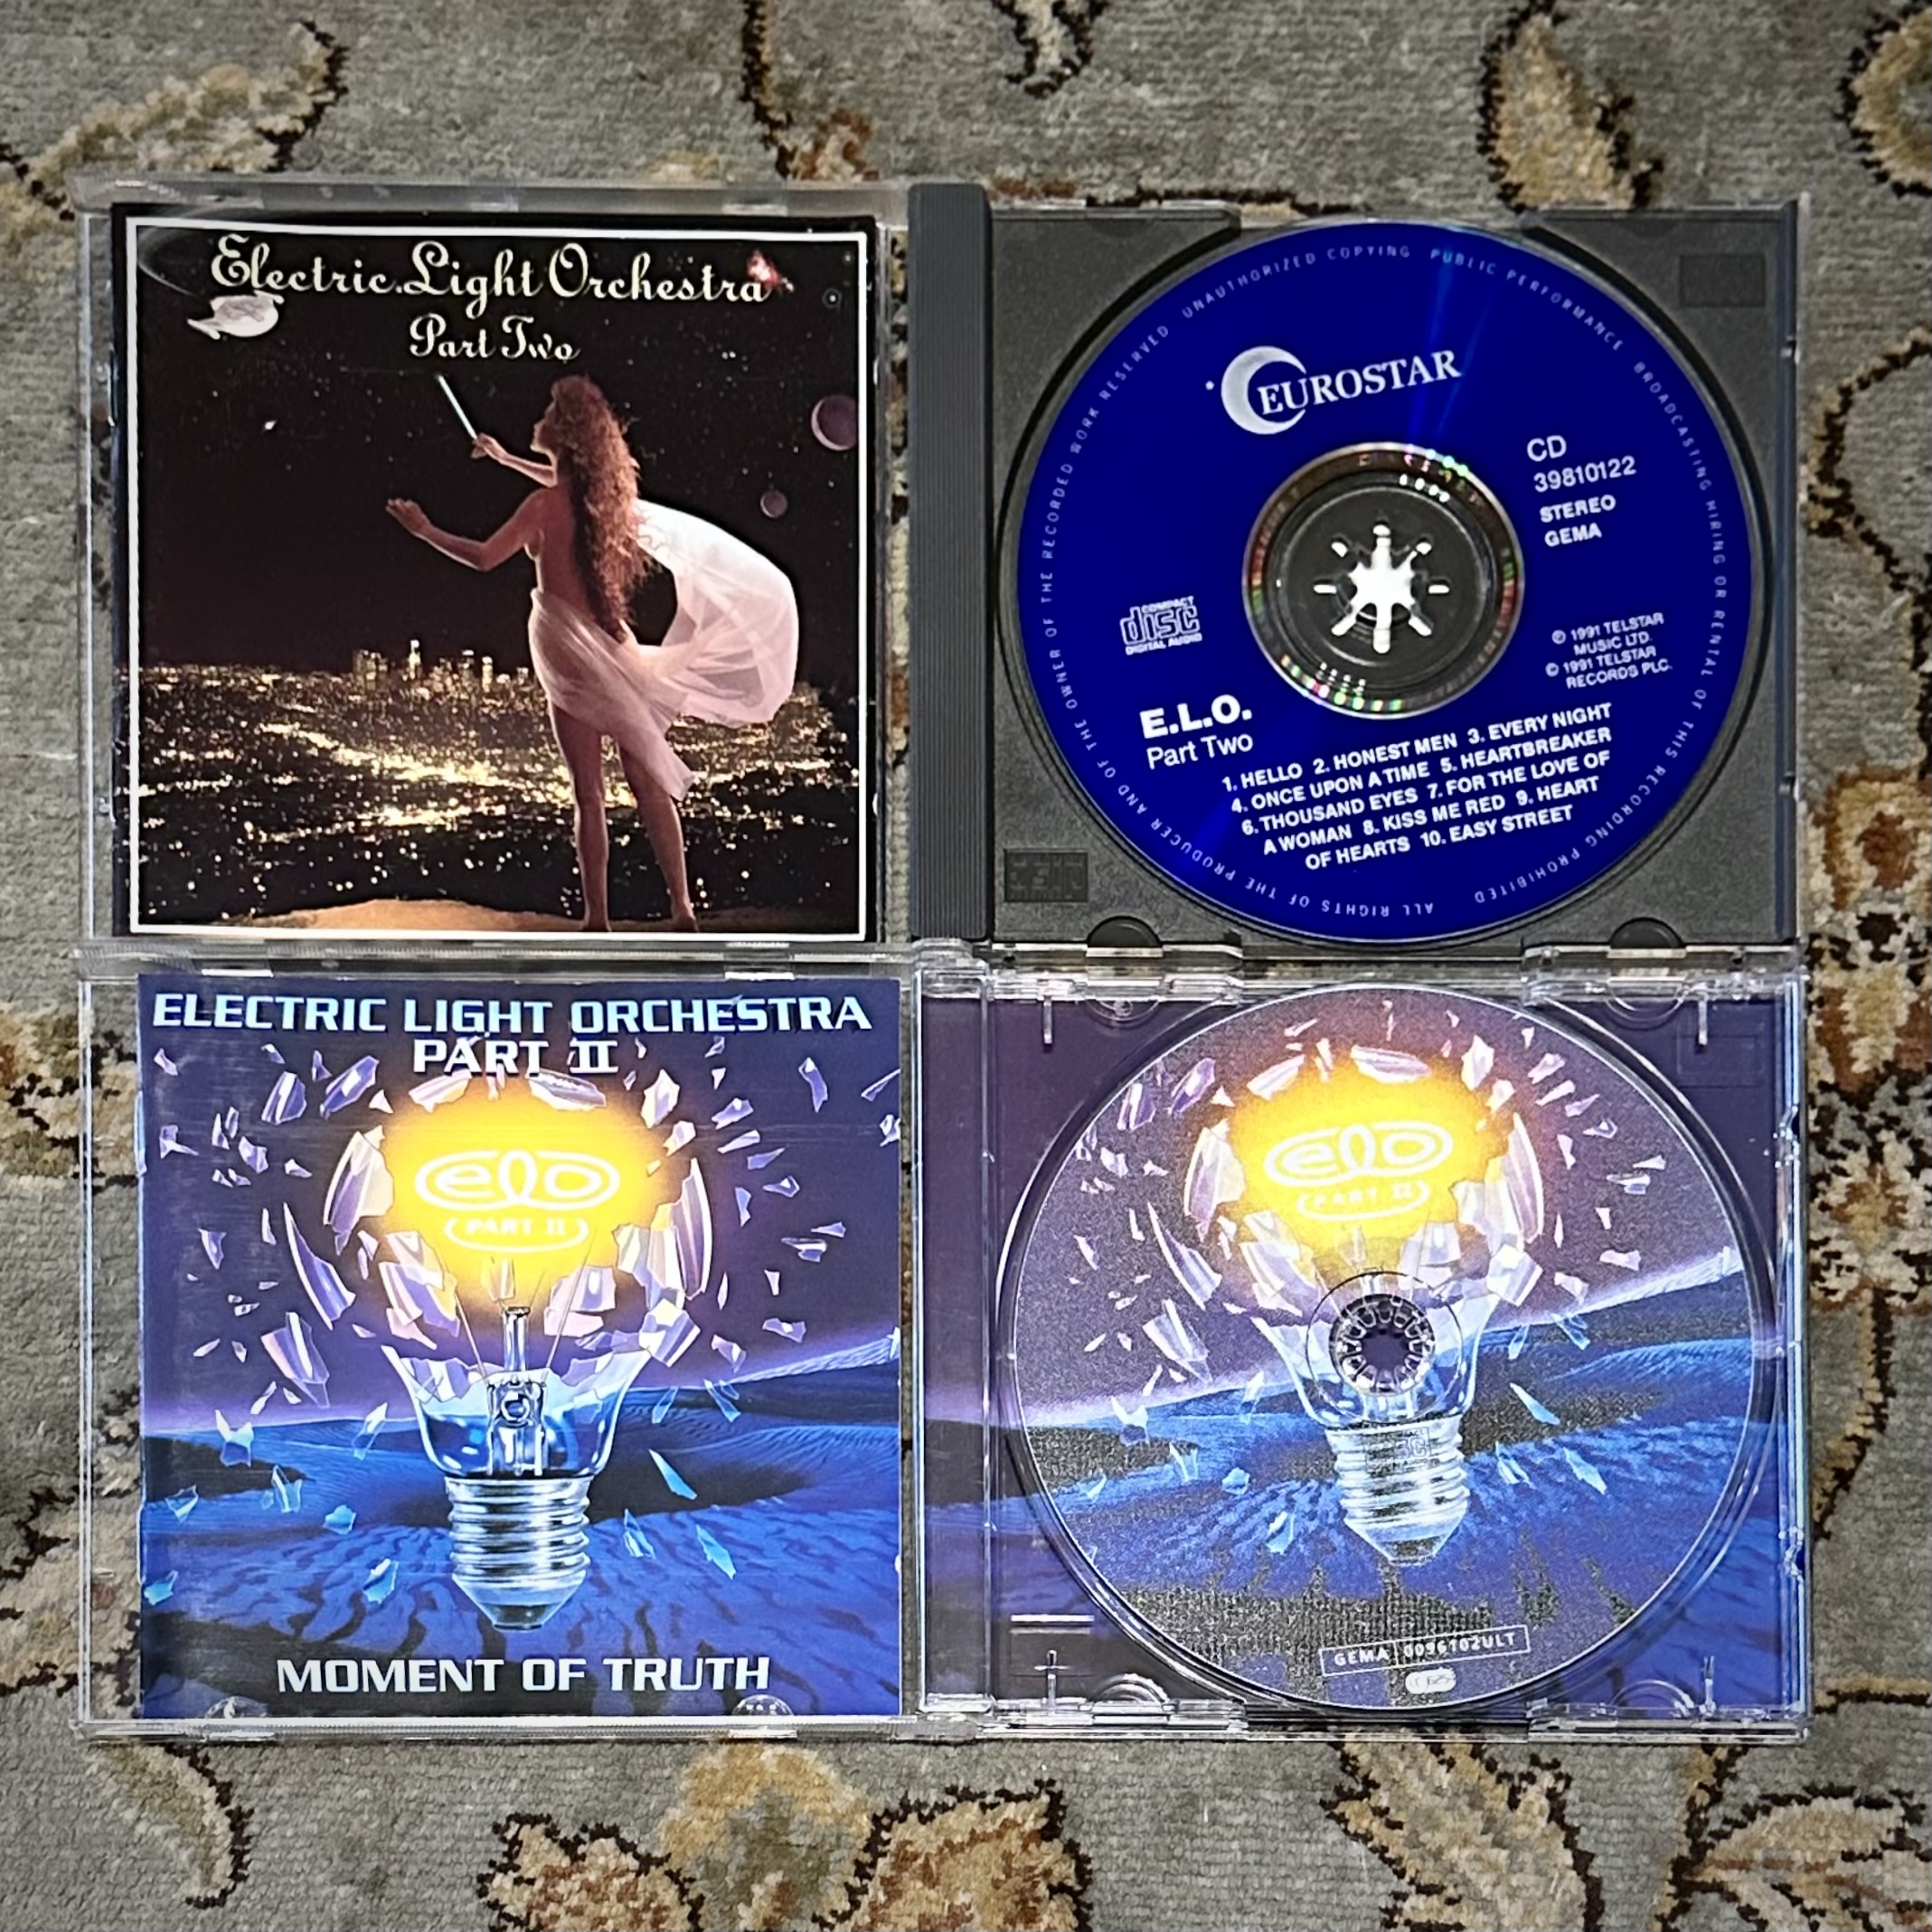 Electric Light Orchestra
Part Two
EUROSTAR
CD
39810122
STEREO
GEMA
COMPACT
disc
DIGITAL AUDIO
℗ 1991 TELSTAR
MUSIC LTD.
© 1991 TELSTAR
RECORDS PLC.
E.L.O.
Part Two
1. HELLO 2. HONEST MEN 3. EVERY NIGHT
4. ONCE UPON A TIME 5. HEARTBREAKER
6. THOUSAND EYES 7. FOR THE LOVE OF
A WOMAN 8. KISS ME RED 9. HEART
OF HEARTS 10. EASY STREET
ALL RIGHTS OF THE PRODUCER AND OF THE OWNER OF THE RECORDED WORK RESERVED UNAUTHORIZED COPYING PUBLIC PERFORMANCE BROADCASTING HIRING OR RENTAL OF THIS RECORDING PROHIBITED
ELECTRIC LIGHT ORCHESTRA
PART II
elo
PART II
MOMENT OF TRUTH
elo
PART II
GEMA 0096102ULT